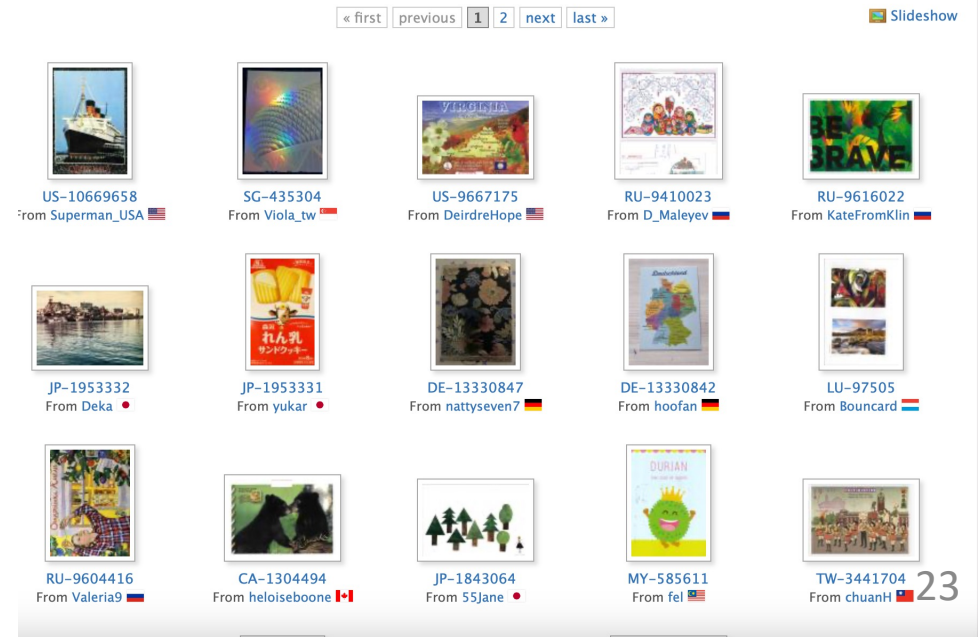 « first previous 1 2 next last »
Slideshow
VIRGINIA
BE
BRAVE
US-10669658
SG-435304
US-9667175
RU-9410023
RU-9616022
From Superman_USA
From Viola_tw
From DeirdreHope
From D_Maleyev
From KateFromKlin
れん乳
サンドクッキー
Deutschland
JP-1953332
JP-1953331
DE-13330847
DE-13330842
LU-97505
From Deka
From yukar
From nattyseven7
From hoofan
From Bouncard
DURIAN
RU-9604416
CA-1304494
JP-1843064
MY-585611
TW-3441704
From Valeria9
From heloiseboone
From 55Jane
From fel
From chuanH
23